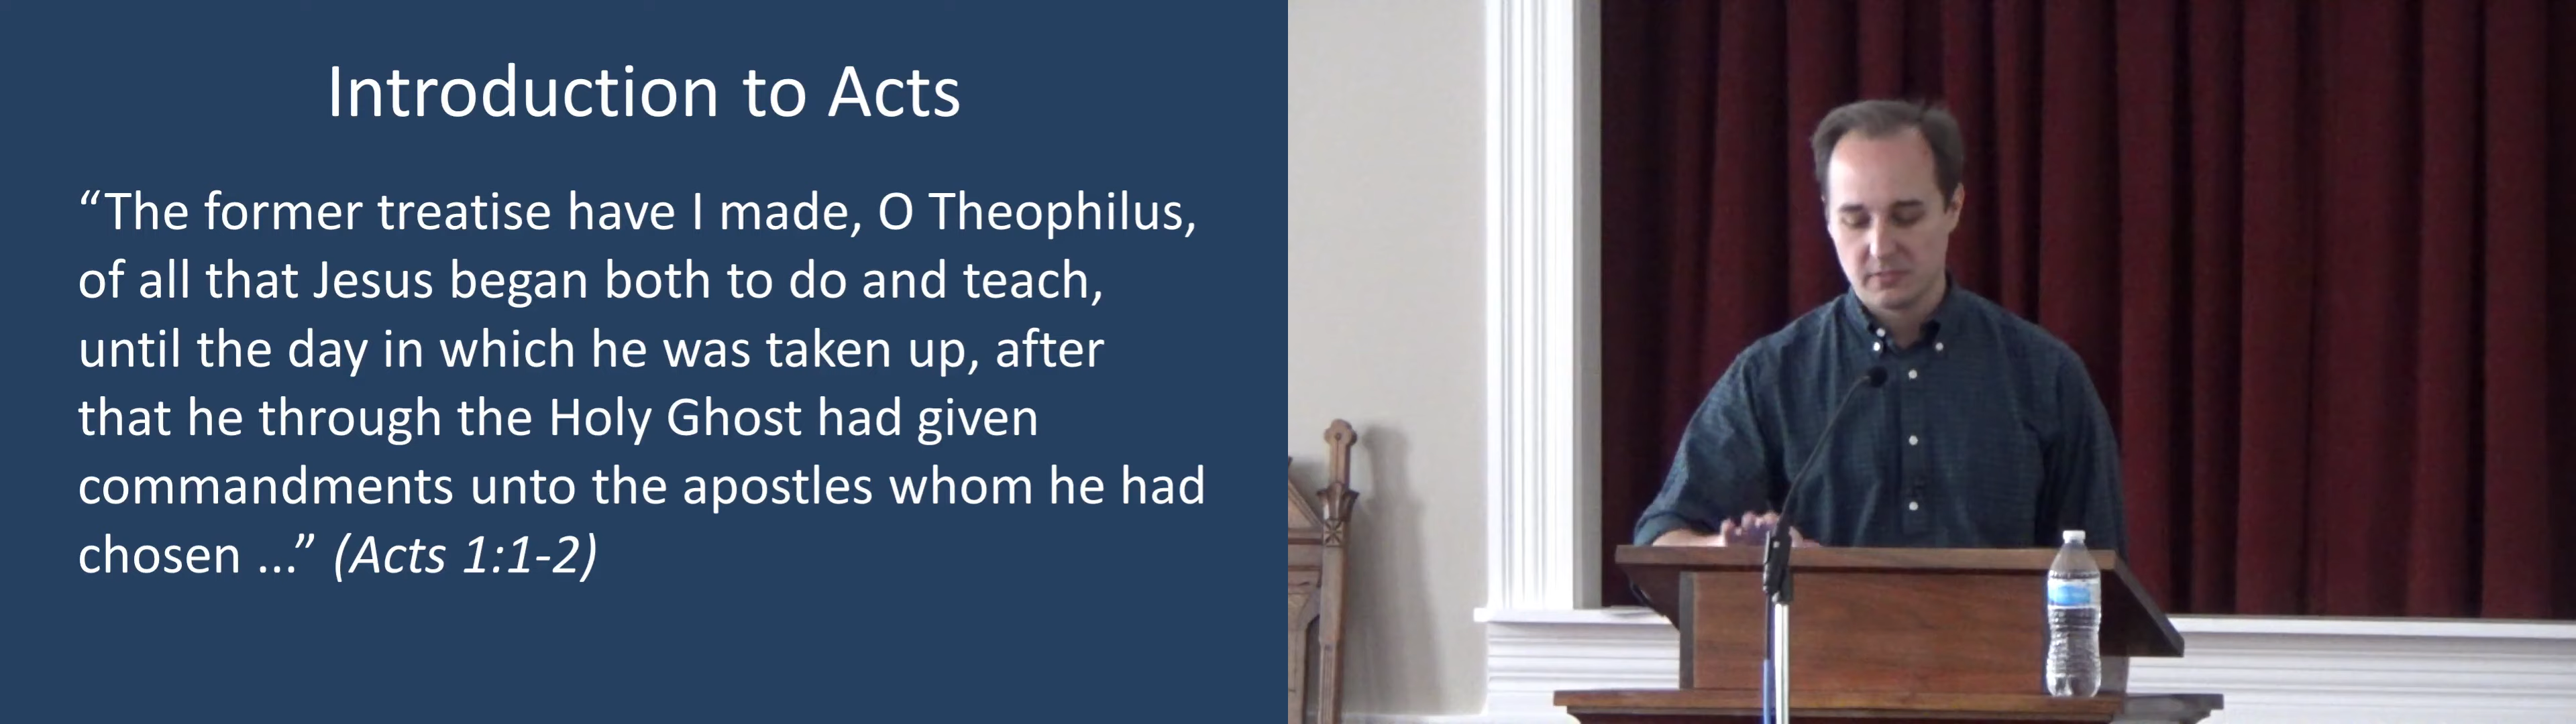 Introduction to Acts
“The former treatise have I made, O Theophilus,
of all that Jesus began both to do and teach,
until the day in which he was taken up, after
that he through the Holy Ghost had given
commandments unto the apostles whom he had
chosen ...” (Acts 1:1-2)